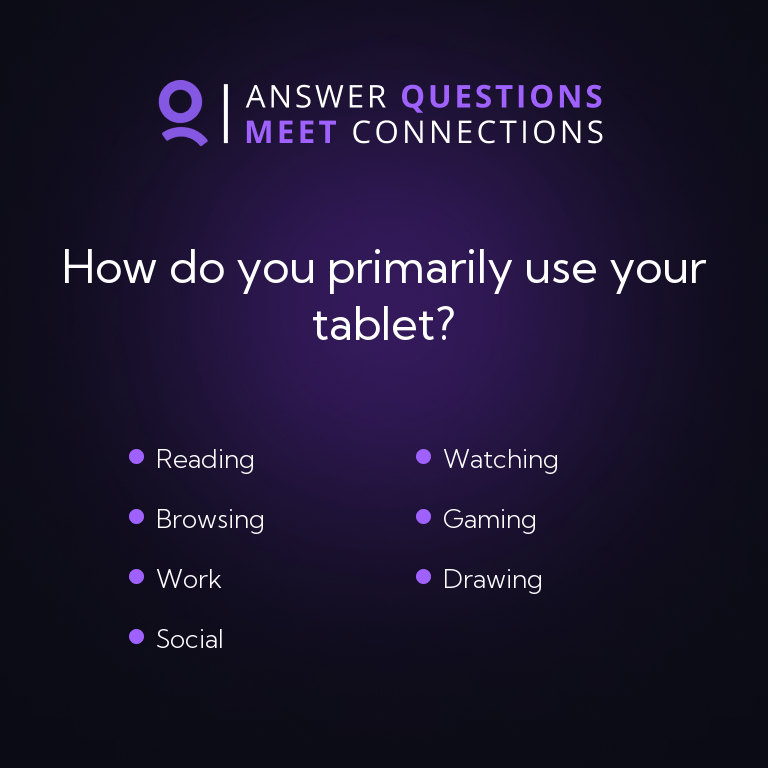 ANSWER QUESTIONS
MEET CONNECTIONS
How do you primarily use your
tablet?
Reading
Watching
Browsing
Gaming
Work
Drawing
Social